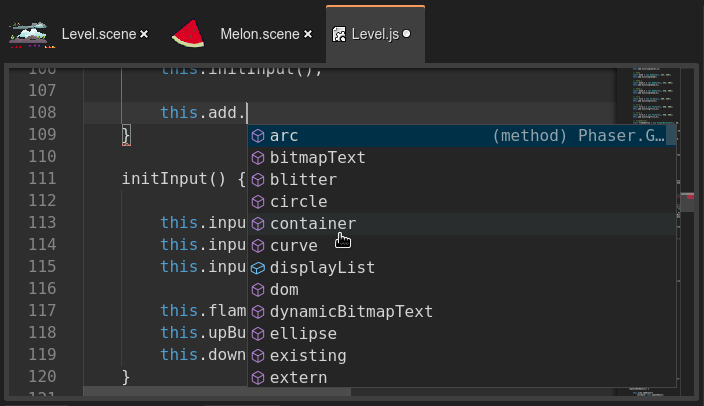 Level.scene × Melon.scene × Level.js
106 this.initInput();
107
108 this.add.
109 }
arc (method) Phaser.G…
110
bitmapText
blitter
111 initInput() {
circle
112
113 this.inpu
container
114 this.inpu
curve
115 this.inpu
displayList
116
dom
117 this.flam
dynamicBitmapText
118 this.upBu
ellipse
119 this.down
existing
120 }
extern
121